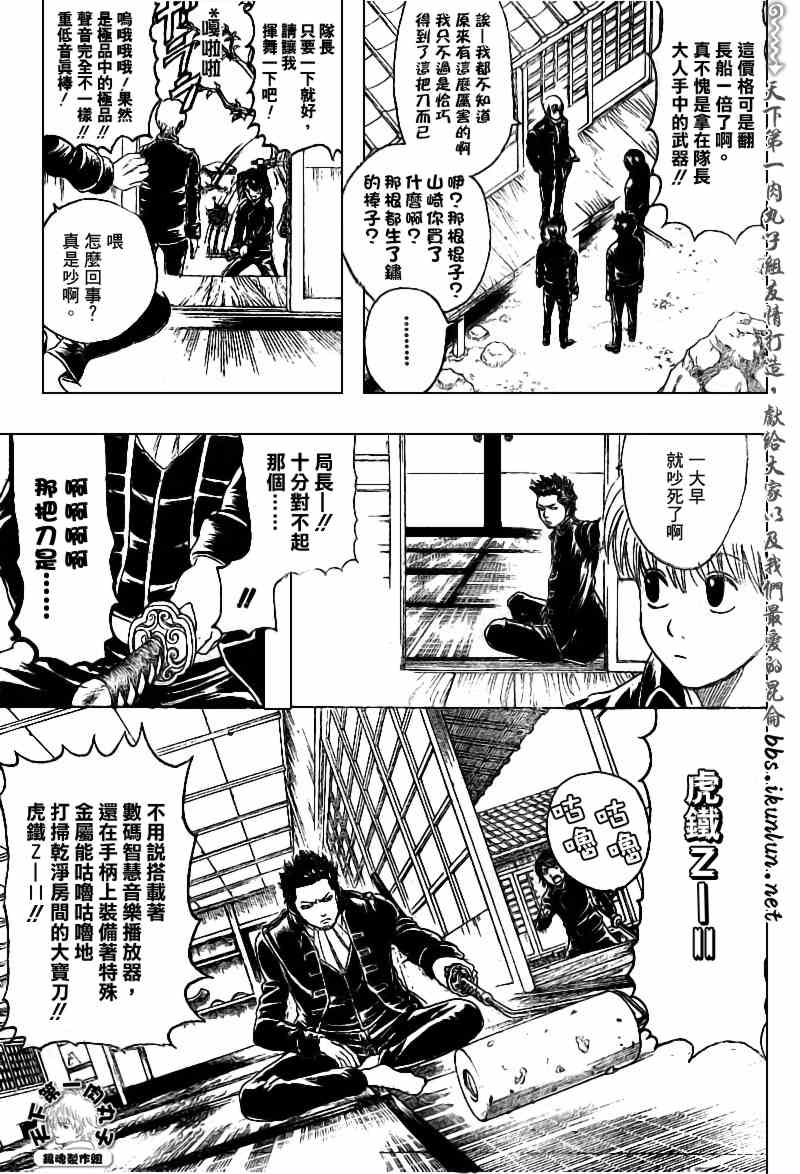 這價格可是翻
長船一倍了啊。
真不愧是拿在隊長
大人手中的武器!!
誒—我都不知道
原來有這麼厲害的啊
我只不過是恰巧
得到了這把刀而已
咿?那根棍子?
山崎你買了
什麼啊?
那根都生了鏽
的棒子?
………
隊長
只要一下就好,
請讓我
揮舞一下吧!
*嘎啦啦
嗚哦哦哦!果然
是極品中的極品!!
聲音完全不一樣!!
重低音真棒!
喂
怎麼回事?
真是吵啊。
一大早
就吵死了啊
局長—!!
十分對不起
那個……
!!
啊啊啊啊
那把刀是……
虎鐵Z—II
咕嚕
咕嚕
不用說搭載著
數碼智慧音樂播放器,
還在手柄上裝備著特殊
金屬能咕嚕咕嚕地
打掃乾淨房間的大寶刀
虎鐵Z—II!!
天下第一肉丸子組友情打造,獻給大家以及我們最愛的昆侖 bbs.ikunlun.net
天下第一肉丸子
銀魂製作組